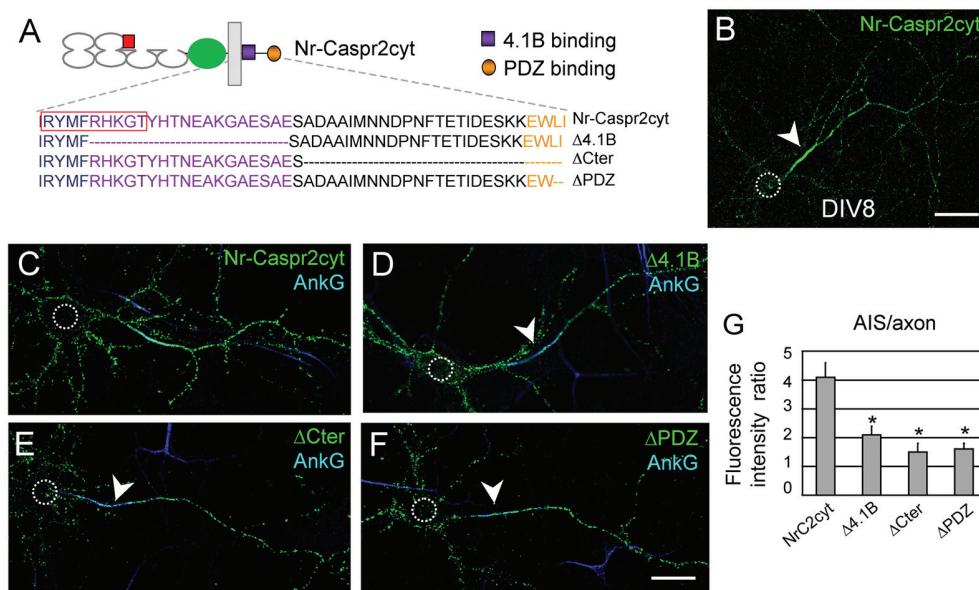 A
Nr-Caspr2cyt
4.1B binding
PDZ binding
IRYMFRHKGTYHTNEAKGAESAESADAAIMNNDPNFTETIDESKKEWLI Nr-Caspr2cyt
IRYMF--------------------SADAAIMNNDPNFTETIDESKKEWLI Δ4.1B
IRYMFRHKGTYHTNEAKGAESAES-------------------------- ΔCter
IRYMFRHKGTYHTNEAKGAESAESADAAIMNNDPNFTETIDESKKEW-- ΔPDZ
B
Nr-Caspr2cyt
DIV8
C
Nr-Caspr2cyt
AnkG
D
Δ4.1B
AnkG
E
ΔCter
AnkG
F
ΔPDZ
AnkG
G
AIS/axon
Fluorescence
intensity ratio
5
4
3
2
1
0
*
*
*
NrC2cyt
Δ4.1B
ΔCter
ΔPDZ